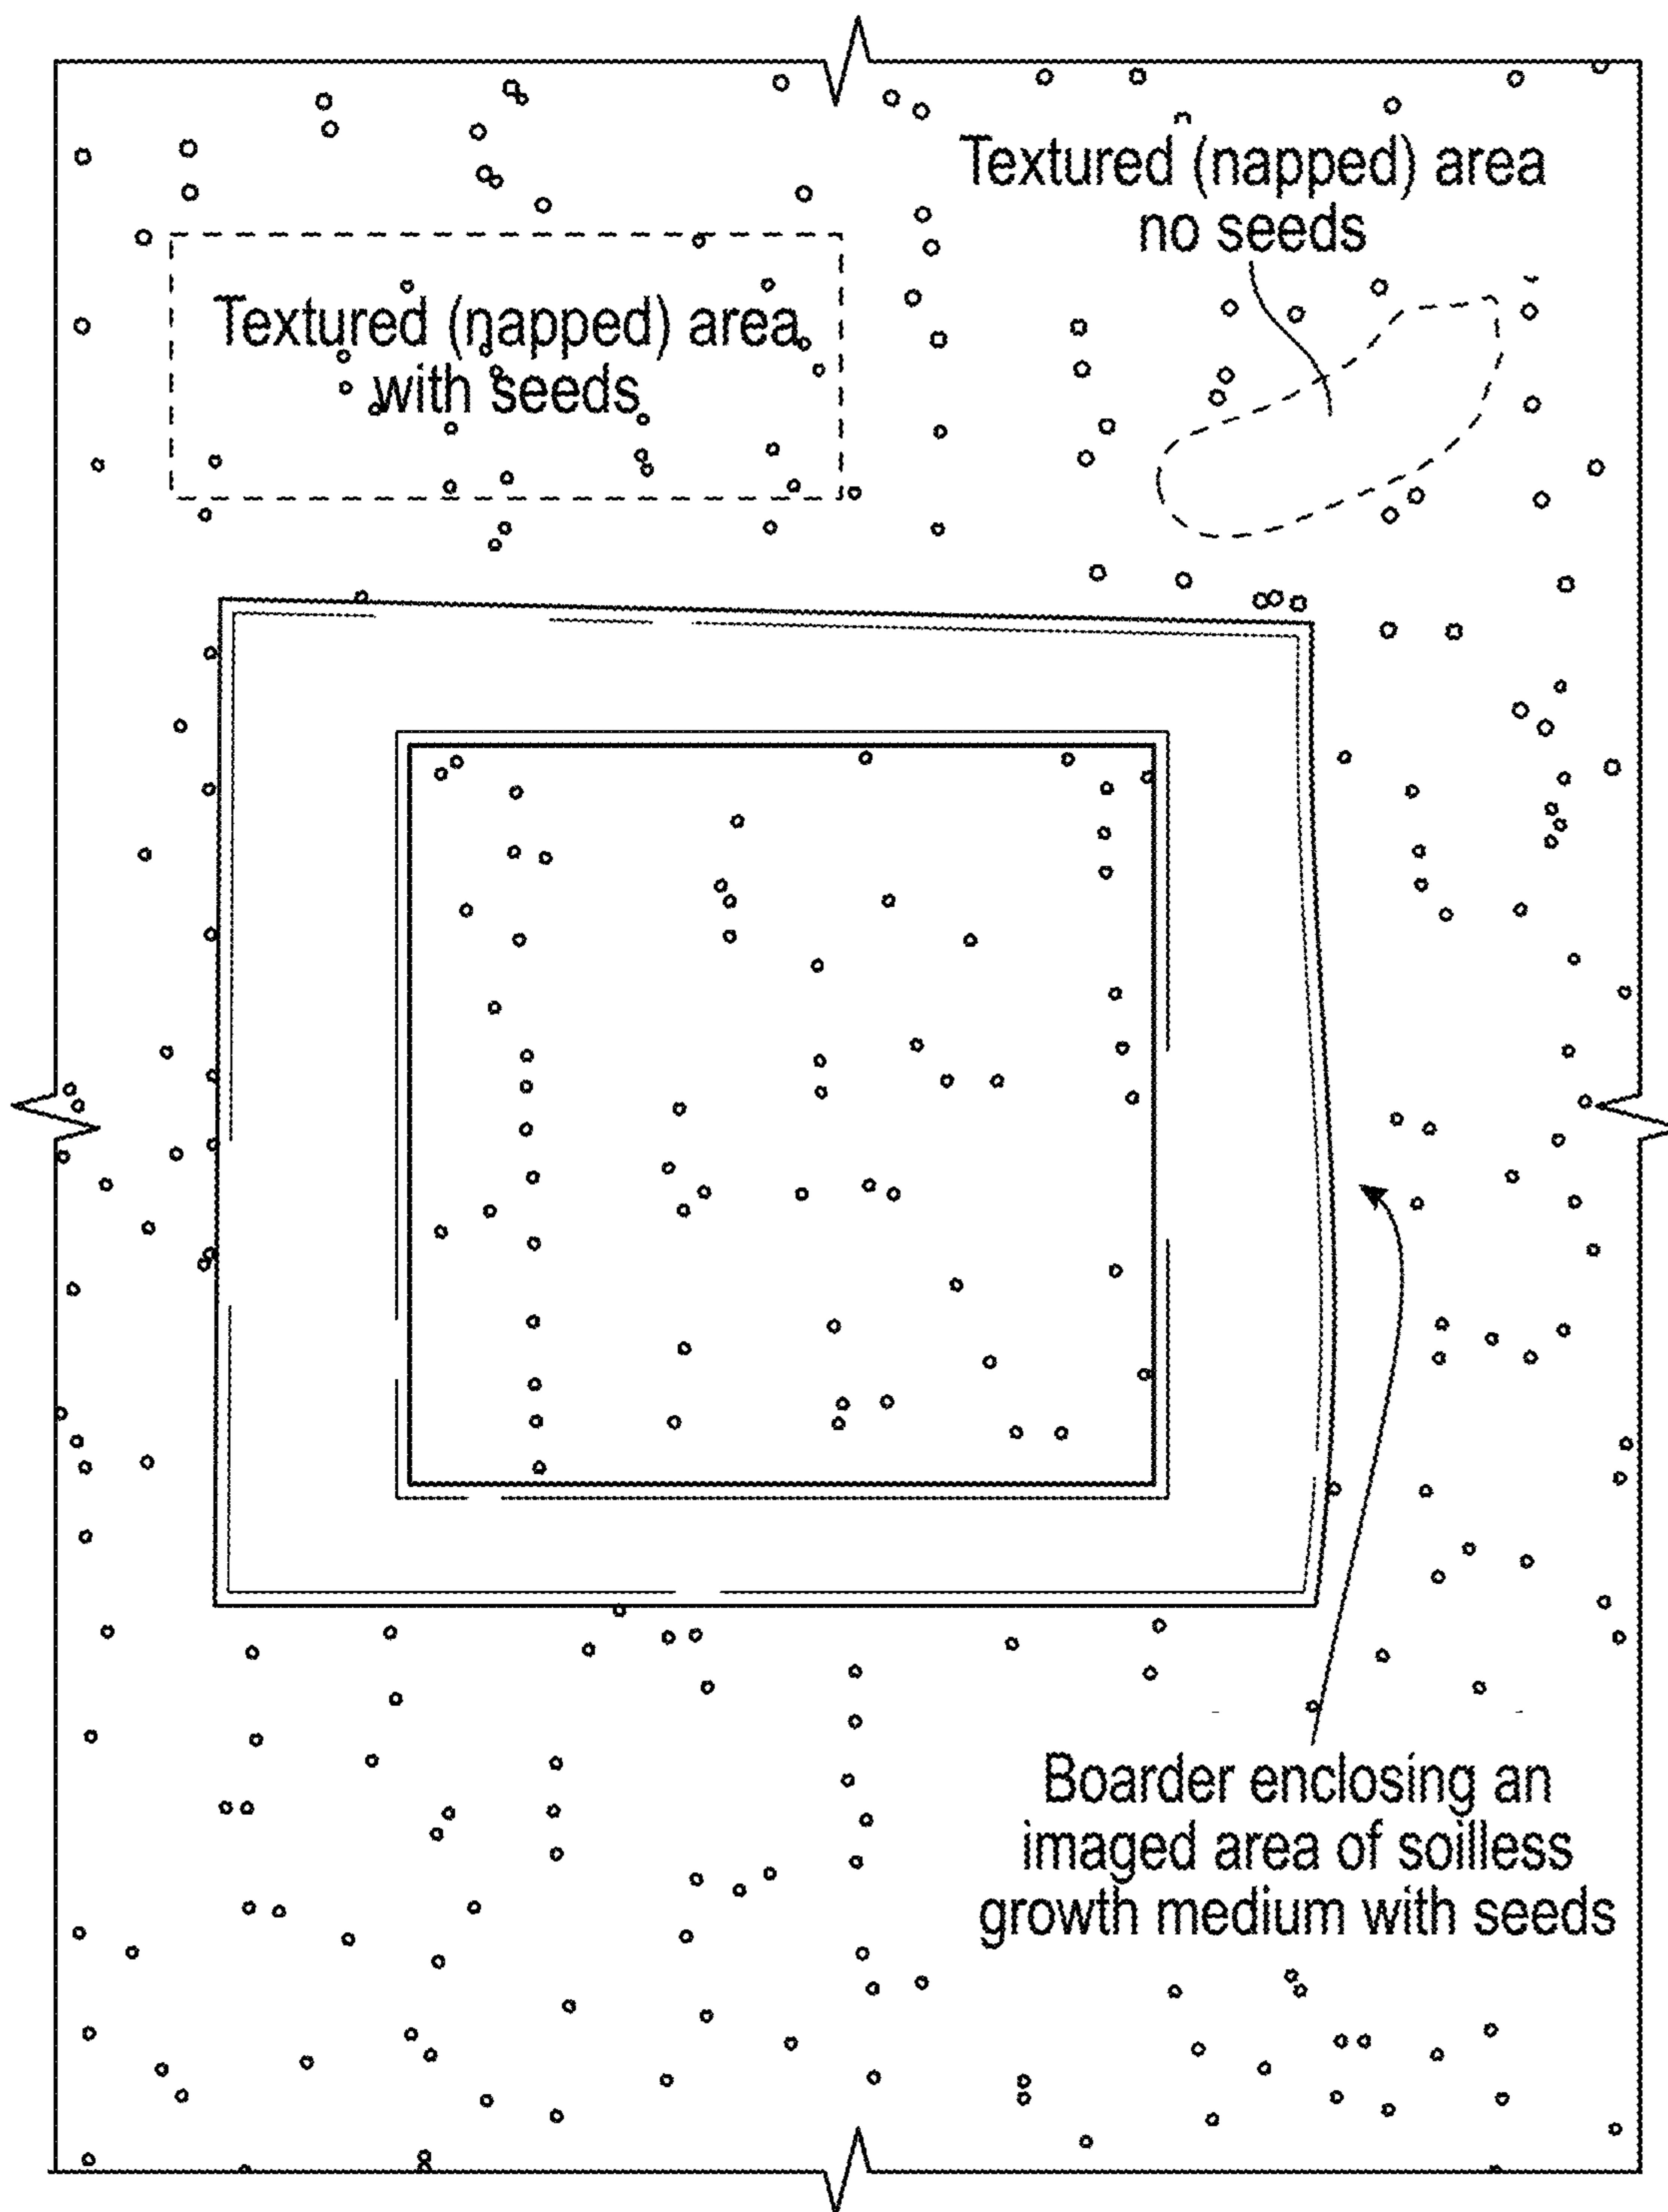 Textured (napped) area
no seeds
Textured (napped) area
with seeds
Boarder enclosing an
imaged area of soilless
growth medium with seeds